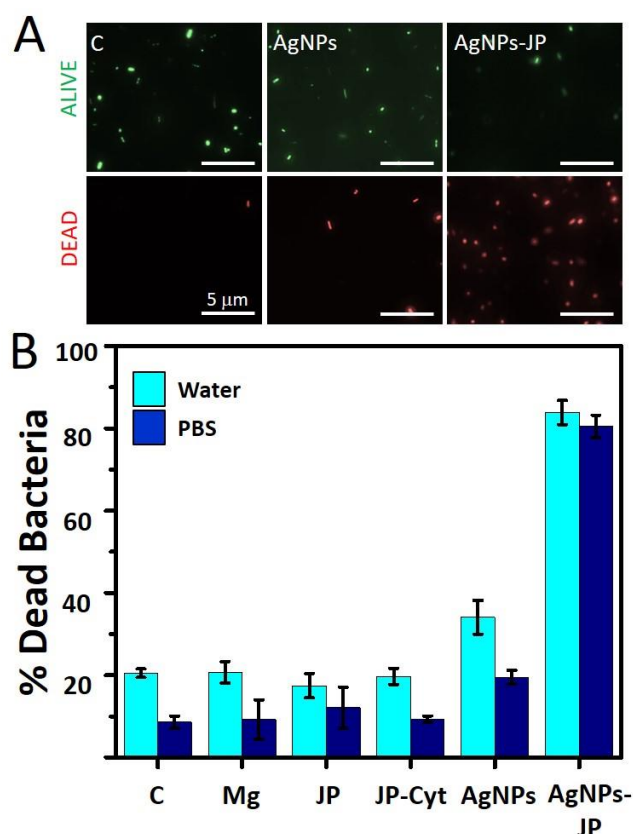 A
C
AgNPs
AgNPs-JP
ALIVE
DEAD
5 μm
B
100
80
60
40
20
% Dead Bacteria
Water
PBS
C
Mg
JP
JP-Cyt
AgNPs
AgNPs-
JP